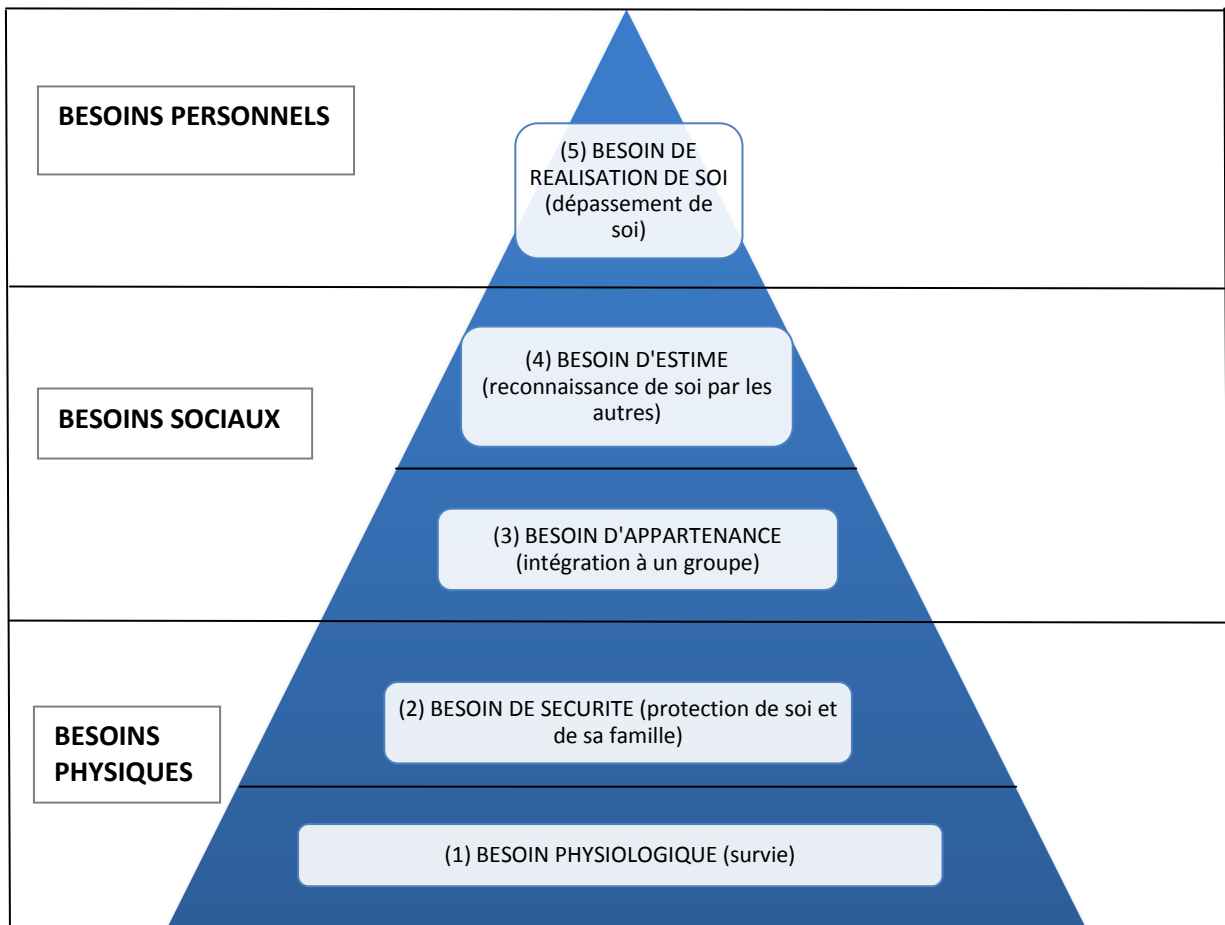 BESOINS PERSONNELS
(5) BESOIN DE
REALISATION DE SOI
(dépassement de
soi)
BESOINS SOCIAUX
(4) BESOIN D'ESTIME
(reconnaissance de soi par les
autres)
(3) BESOIN D'APPARTENANCE
(intégration à un groupe)
BESOINS
PHYSIQUES
(2) BESOIN DE SECURITE (protection de soi et
de sa famille)
(1) BESOIN PHYSIOLOGIQUE (survie)